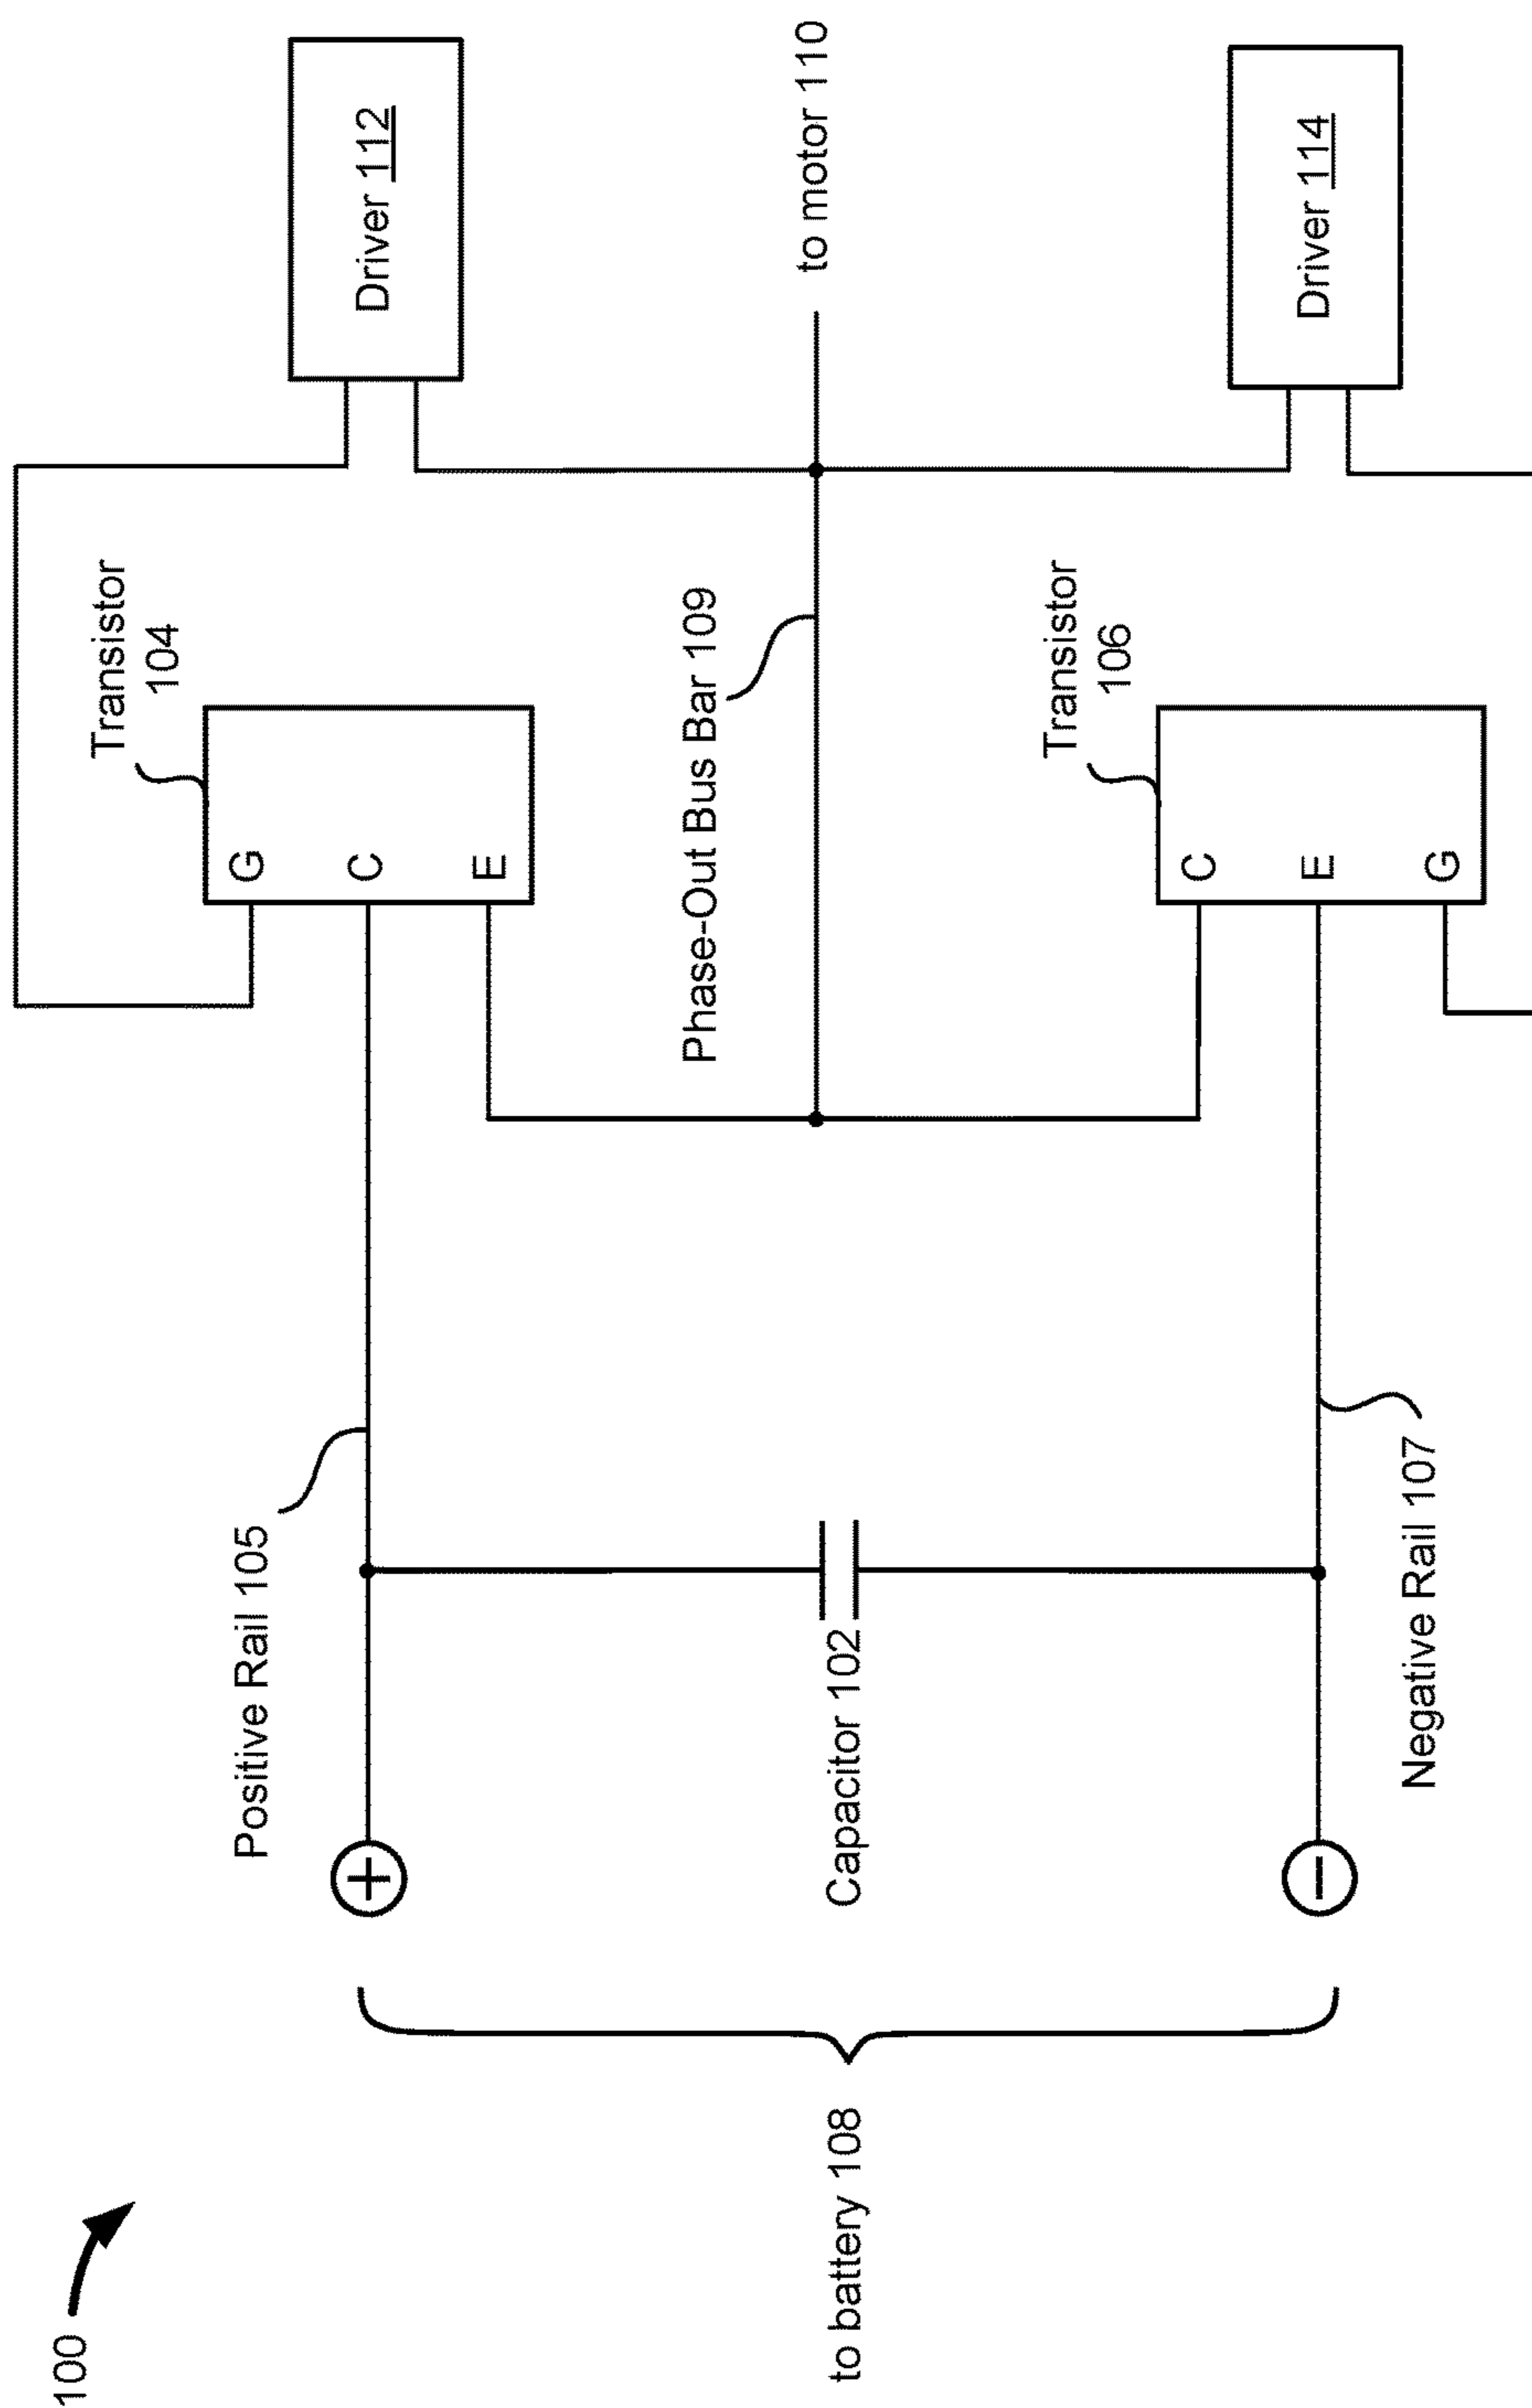 100
to battery 108
Positive Rail 105
+
Capacitor 102
−
Negative Rail 107
Transistor
104
G
C
E
Phase-Out Bus Bar 109
Transistor
106
C
E
G
Driver 112
to motor 110
Driver 114